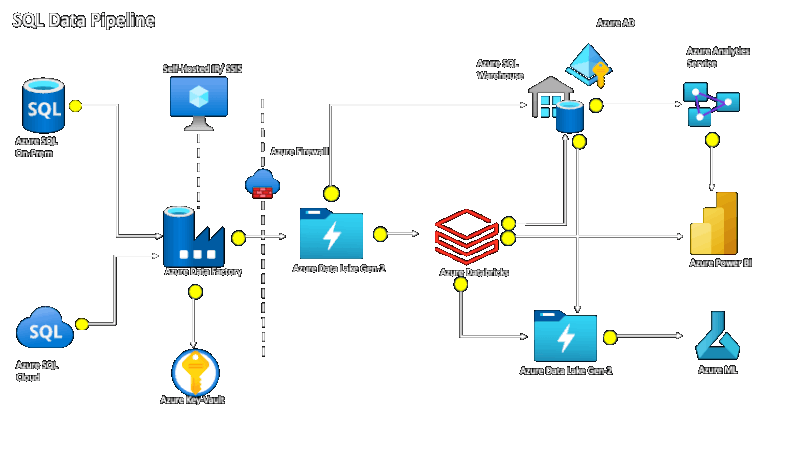 SQL Data Pipeline
Azure AD
Azure SQL
Warehouse
Azure Analytics
Service
Self-Hosted IR/ SSIS
SQL
Azure SQL
On-Prem
Azure Firewall
Azure Data Factory
Azure Data Lake Gen-2
Azure Databricks
Azure Power BI
SQL
Azure SQL
Cloud
Azure Key-Vault
Azure Data Lake Gen-2
Azure ML